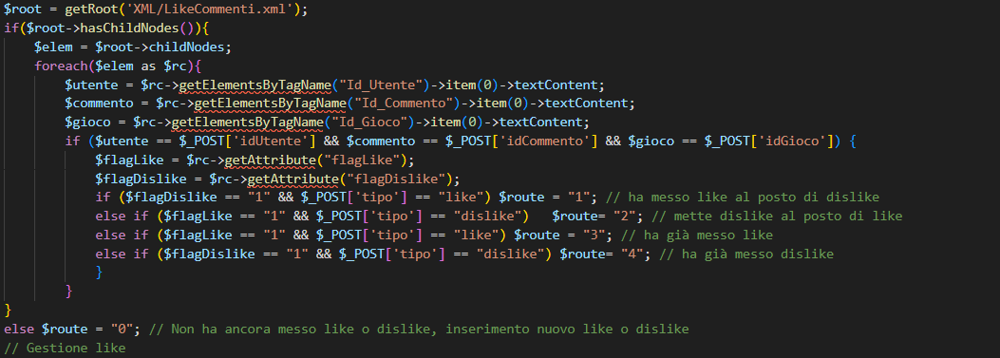 $root = getRoot('XML/LikeCommenti.xml');
if($root->hasChildNodes()){
    $elem = $root->childNodes;
    foreach($elem as $rc){
        $utente = $rc->getElementsByTagName("Id_Utente")->item(0)->textContent;
        $commento = $rc->getElementsByTagName("Id_Commento")->item(0)->textContent;
        $gioco = $rc->getElementsByTagName("Id_Gioco")->item(0)->textContent;
        if ($utente == $_POST['idUtente'] && $commento == $_POST['idCommento'] && $gioco == $_POST['idGioco']) {
            $flagLike = $rc->getAttribute("flagLike");
            $flagDislike = $rc->getAttribute("flagDislike");
            if ($flagDislike == "1" && $_POST['tipo'] == "like") $route = "1"; // ha messo like al posto di dislike
            else if ($flagLike == "1" && $_POST['tipo'] == "dislike")   $route= "2"; // mette dislike al posto di like
            else if ($flagLike == "1" && $_POST['tipo'] == "like") $route = "3"; // ha già messo like
            else if ($flagDislike == "1" && $_POST['tipo'] == "dislike") $route= "4"; // ha già messo dislike
            }
        }
}
else $route = "0"; // Non ha ancora messo like o dislike, inserimento nuovo like o dislike
// Gestione like